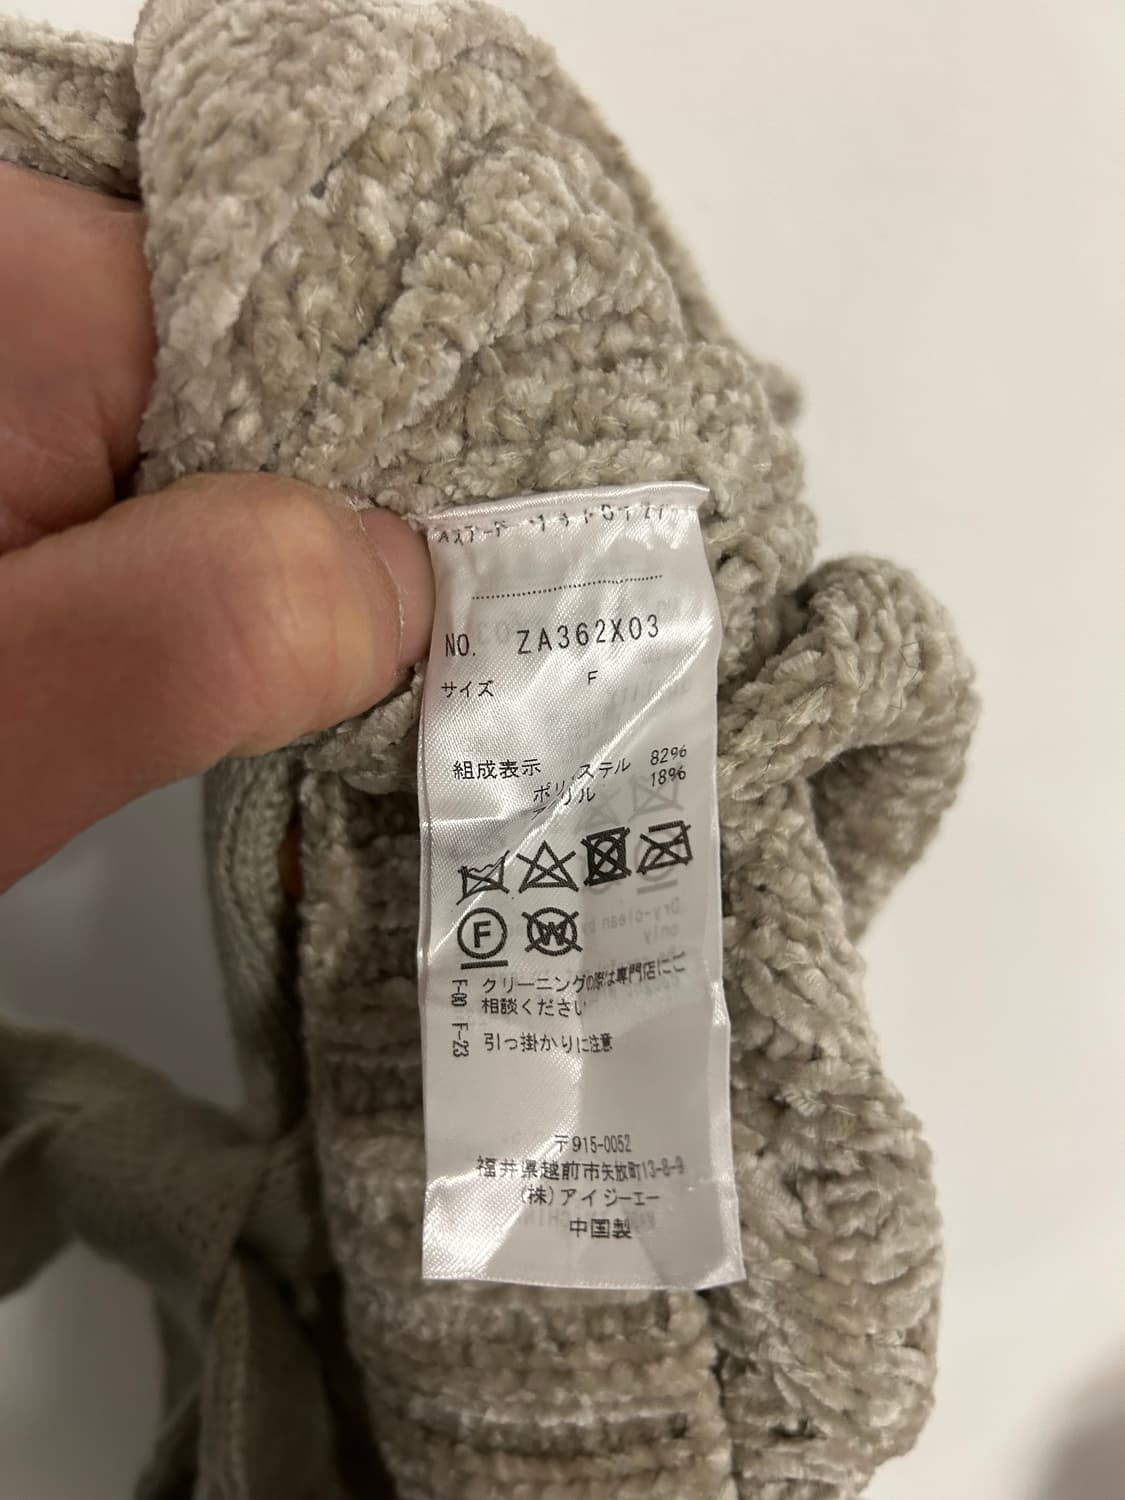 NO. ZA362X03
サイズ F
組成表示 ポリエステル 82%
アクリル 18%
F
W
F-00 クリーニングの際は専門店にご
相談ください
F-23 引っ掛かりに注意
〒915-0052
福井県越前市矢放町13-8-9
(株)アイジーエー
中国製